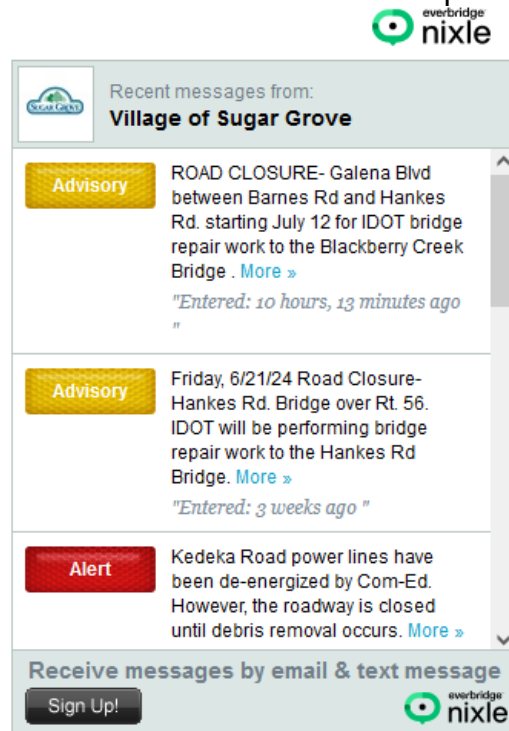 everbridge
nixle
SUGAR GROVE
Recent messages from:
Village of Sugar Grove
Advisory
ROAD CLOSURE- Galena Blvd
between Barnes Rd and Hankes
Rd. starting July 12 for IDOT bridge
repair work to the Blackberry Creek
Bridge . More »
"Entered: 10 hours, 13 minutes ago
"
Advisory
Friday, 6/21/24 Road Closure-
Hankes Rd. Bridge over Rt. 56.
IDOT will be performing bridge
repair work to the Hankes Rd
Bridge. More »
"Entered: 3 weeks ago "
Alert
Kedeka Road power lines have
been de-energized by Com-Ed.
However, the roadway is closed
until debris removal occurs. More »
Receive messages by email & text message
Sign Up!
everbridge
nixle